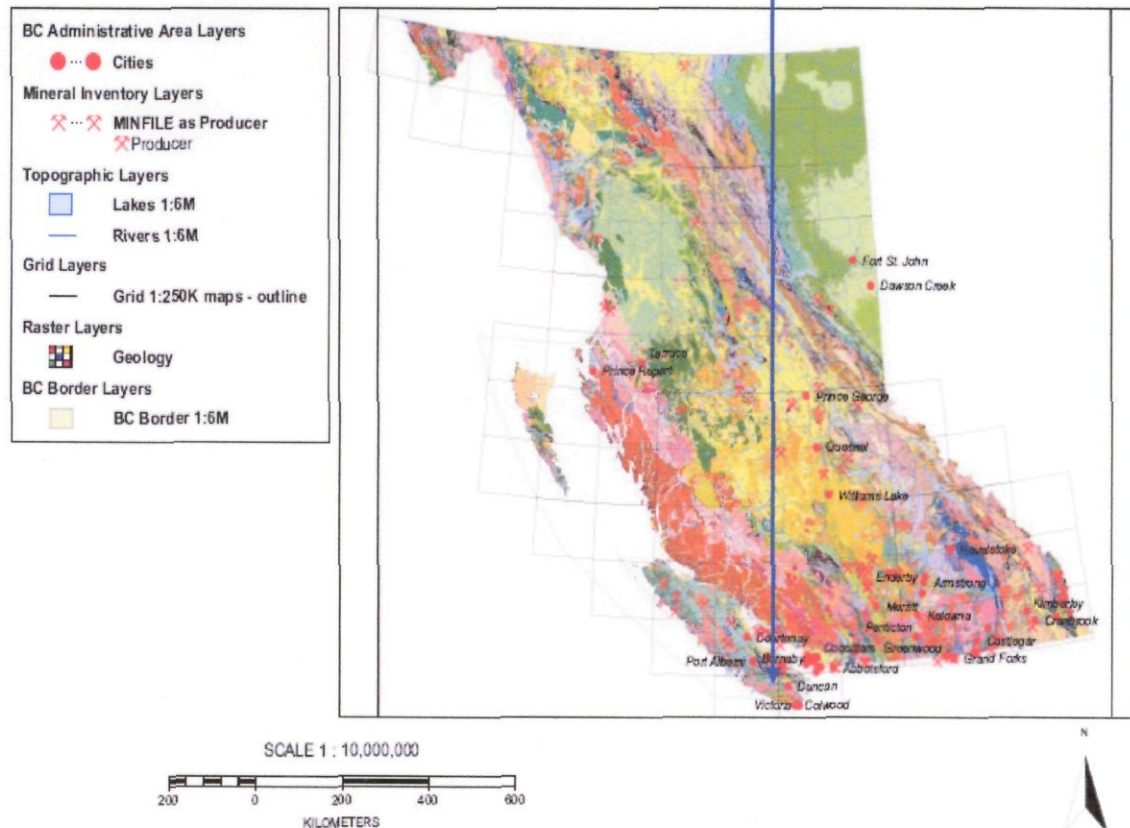 BC Administrative Area Layers
Cities
Mineral Inventory Layers
MINFILE as Producer
Producer
Topographic Layers
Lakes 1:6M
Rivers 1:6M
Grid Layers
Grid 1:250K maps - outline
Raster Layers
Geology
BC Border Layers
BC Border 1:6M
Fort St. John
Dawson Creek
Terrace
Prince Rupert
Prince George
Quesnel
Williams Lake
Revelstoke
Enderby
Armstrong
Kimberley
Merritt
Kelowna
Cranbrook
Penticton
Courtenay
Castlegar
Coquitlam
Greenwood
Port Alberni
Burnaby
Grand Forks
Abbotsford
Duncan
Victoria
Colwood
SCALE 1 : 10,000,000
200 0 200 400 600
KILOMETERS
N